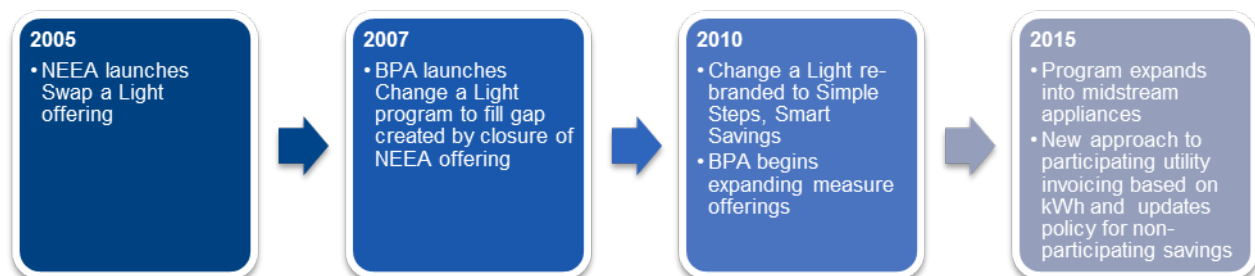 2005
• NEEA launches
Swap a Light
offering
2007
• BPA launches
Change a Light
program to fill gap
created by closure of
NEEA offering
2010
• Change a Light re-
branded to Simple
Steps, Smart
Savings
• BPA begins
expanding measure
offerings
2015
• Program expands
into midstream
appliances
• New approach to
participating utility
invoicing based on
kWh and updates
policy for non-
participating savings